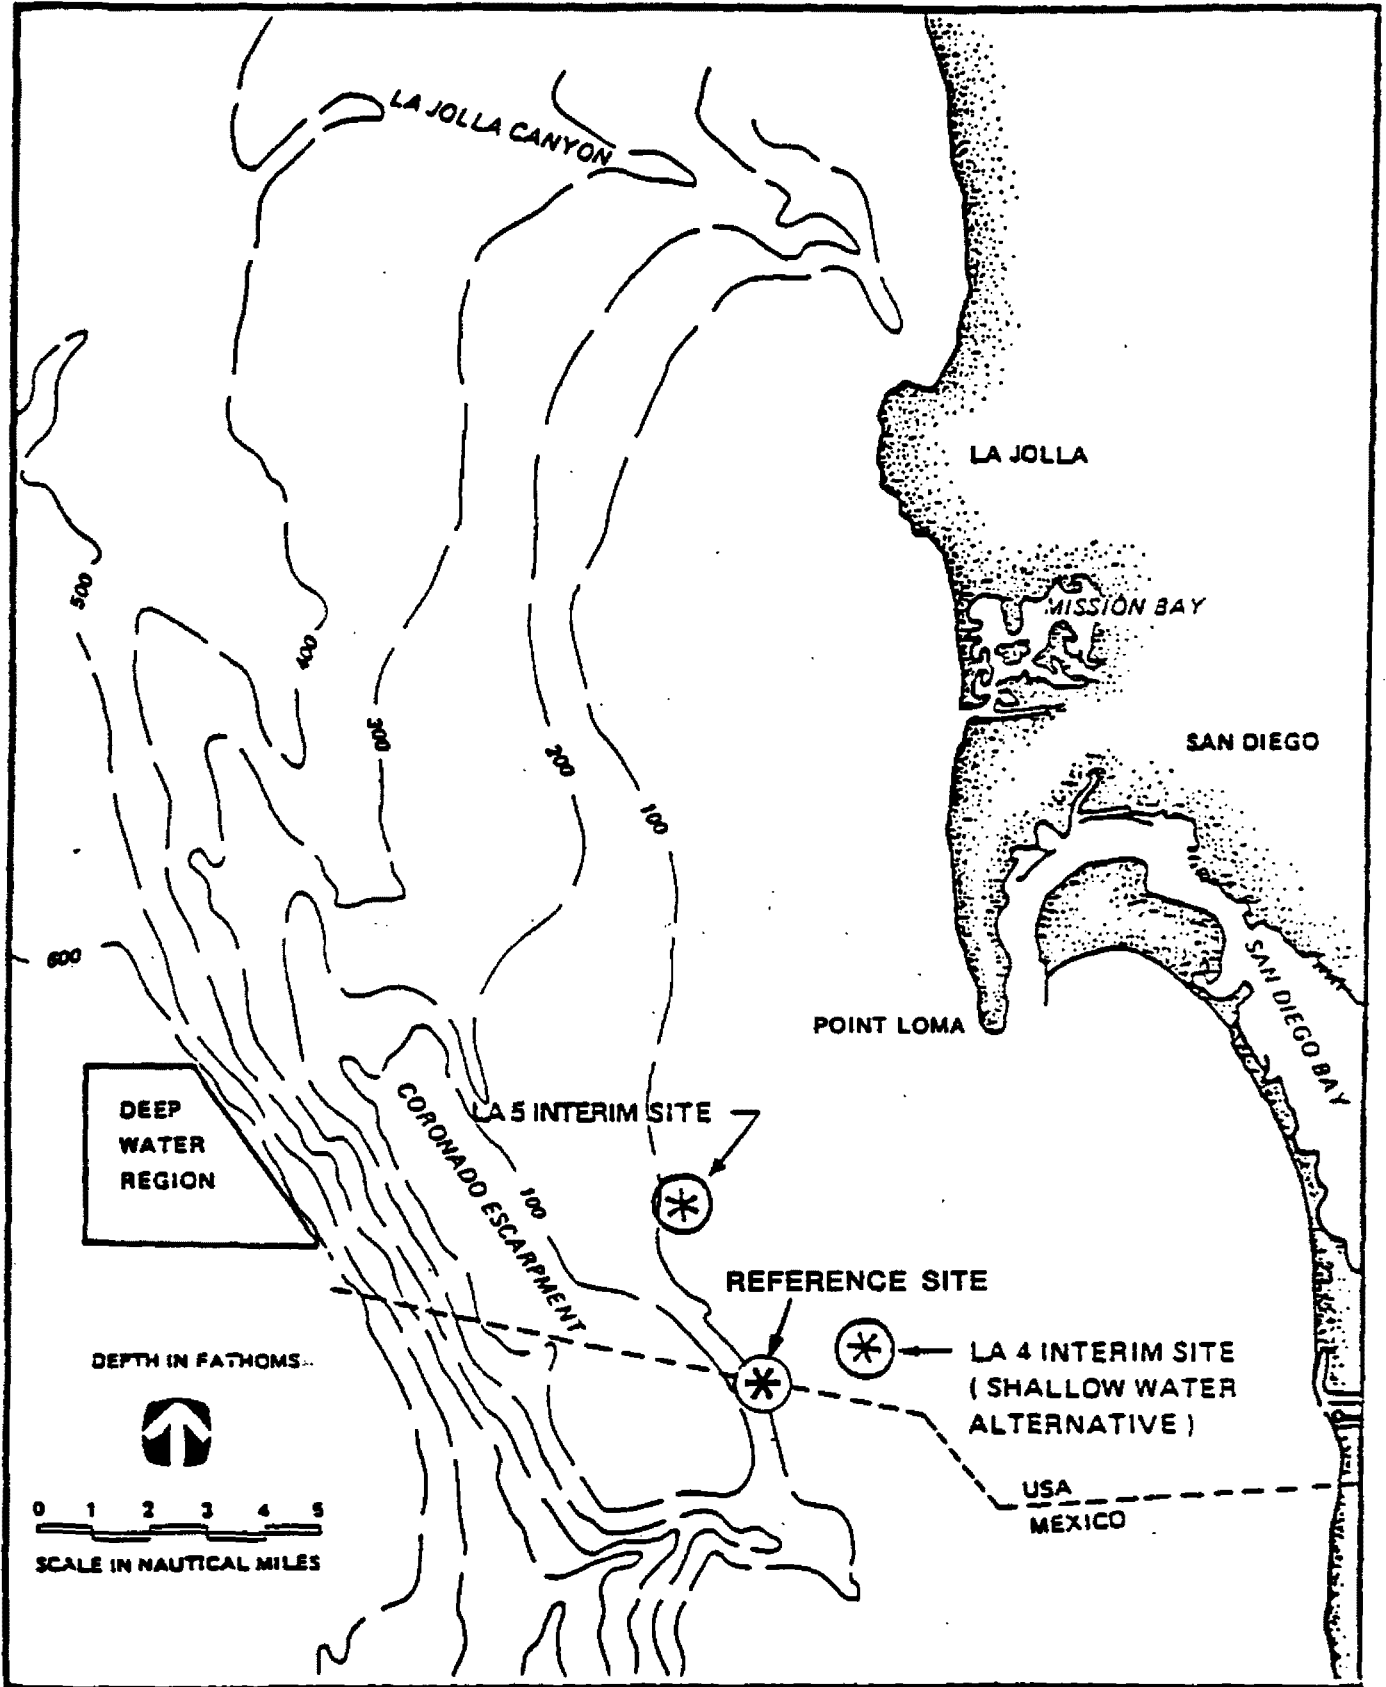 LA JOLLA CANYON
LA JOLLA
MISSION BAY
500
400
300
200
100
SAN DIEGO
SAN DIEGO BAY
600
POINT LOMA
DEEP
WATER
REGION
CORONADO ESCARPMENT
LA 5 INTERIM SITE
100
REFERENCE SITE
LA 4 INTERIM SITE
( SHALLOW WATER
ALTERNATIVE )
DEPTH IN FATHOMS
USA
MEXICO
0 1 2 3 4 5
SCALE IN NAUTICAL MILES